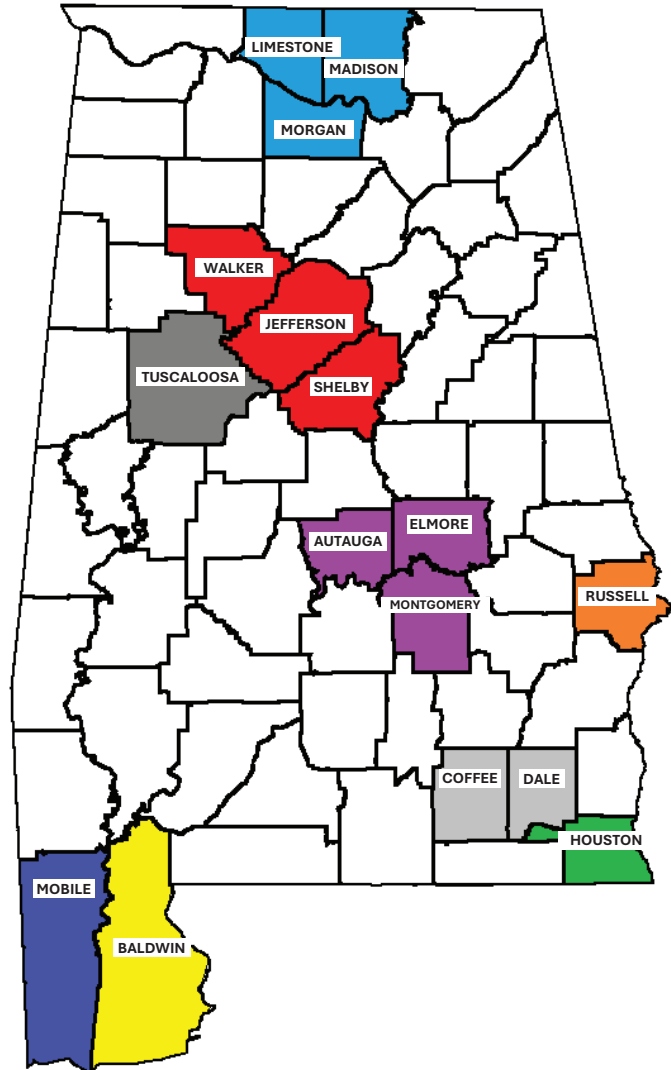 LIMESTONE
MADISON
MORGAN
WALKER
JEFFERSON
TUSCALOOSA
SHELBY
ELMORE
AUTAUGA
RUSSELL
MONTGOMERY
COFFEE
DALE
HOUSTON
MOBILE
BALDWIN